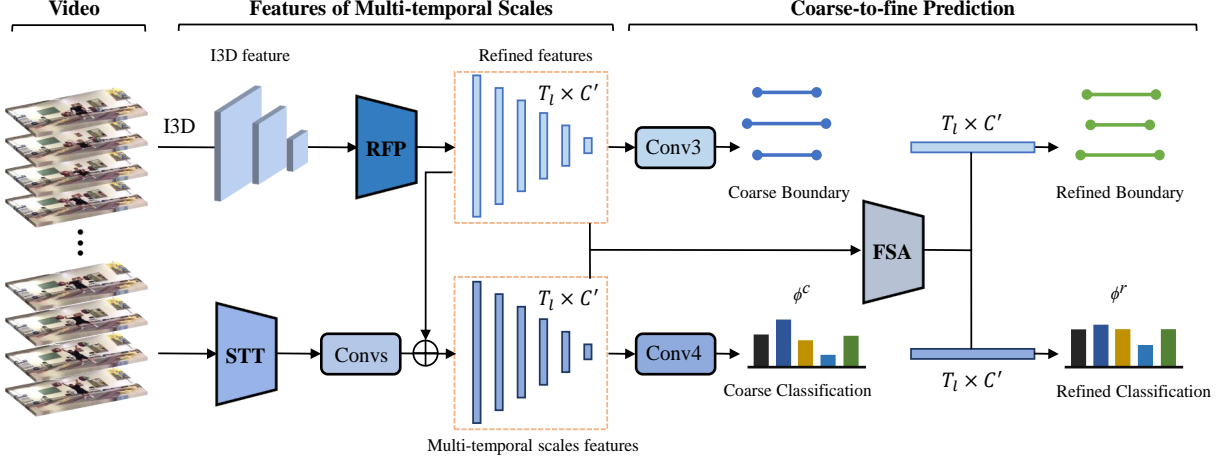 Video
Features of Multi-temporal Scales
Coarse-to-fine Prediction
I3D feature
Refined features
I3D
RFP
T_l × C′
Conv3
Coarse Boundary
T_l × C′
Refined Boundary
FSA
STT
Convs
T_l × C′
Conv4
ϕ^c
Coarse Classification
ϕ^r
T_l × C′
Refined Classification
Multi-temporal scales features